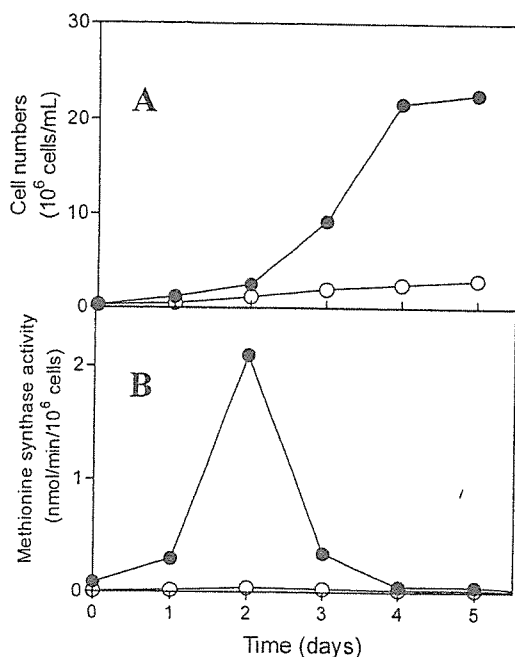 30
20
10
0
A
Cell numbers
(10⁶ cells/mL)
2
1
0
B
Methionine synthase activity
(nmol/min/10⁶ cells)
0 1 2 3 4 5
Time (days)